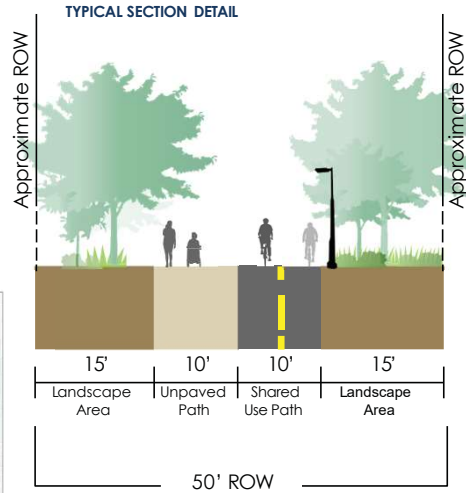 TYPICAL SECTION DETAIL
Approximate ROW
Approximate ROW
15’ 10’ 10’ 15’
Landscape Unpaved Shared Landscape
Area Path Use Path Area
50’ ROW